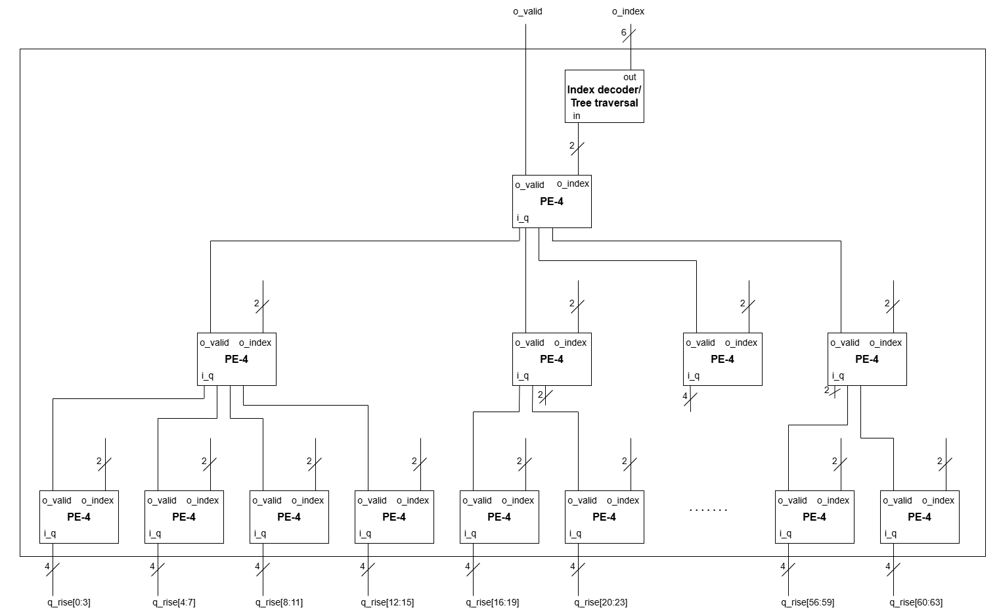 o_valid
o_index
6
out
Index decoder/
Tree traversal
in
2
o_valid
o_index
PE-4
i_q
2
2
2
2
o_valid
o_index
PE-4
i_q
o_valid
o_index
PE-4
i_q
2
o_valid
o_index
PE-4
i_q
4
o_valid
o_index
PE-4
i_q
2
2
2
2
2
2
2
2
2
o_valid
o_index
PE-4
i_q
o_valid
o_index
PE-4
i_q
o_valid
o_index
PE-4
i_q
o_valid
o_index
PE-4
i_q
o_valid
o_index
PE-4
i_q
o_valid
o_index
PE-4
i_q
.......
o_valid
o_index
PE-4
i_q
o_valid
o_index
PE-4
i_q
4
4
4
4
4
4
4
4
q_rise[0:3]
q_rise[4:7]
q_rise[8:11]
q_rise[12:15]
q_rise[16:19]
q_rise[20:23]
q_rise[56:59]
q_rise[60:63]